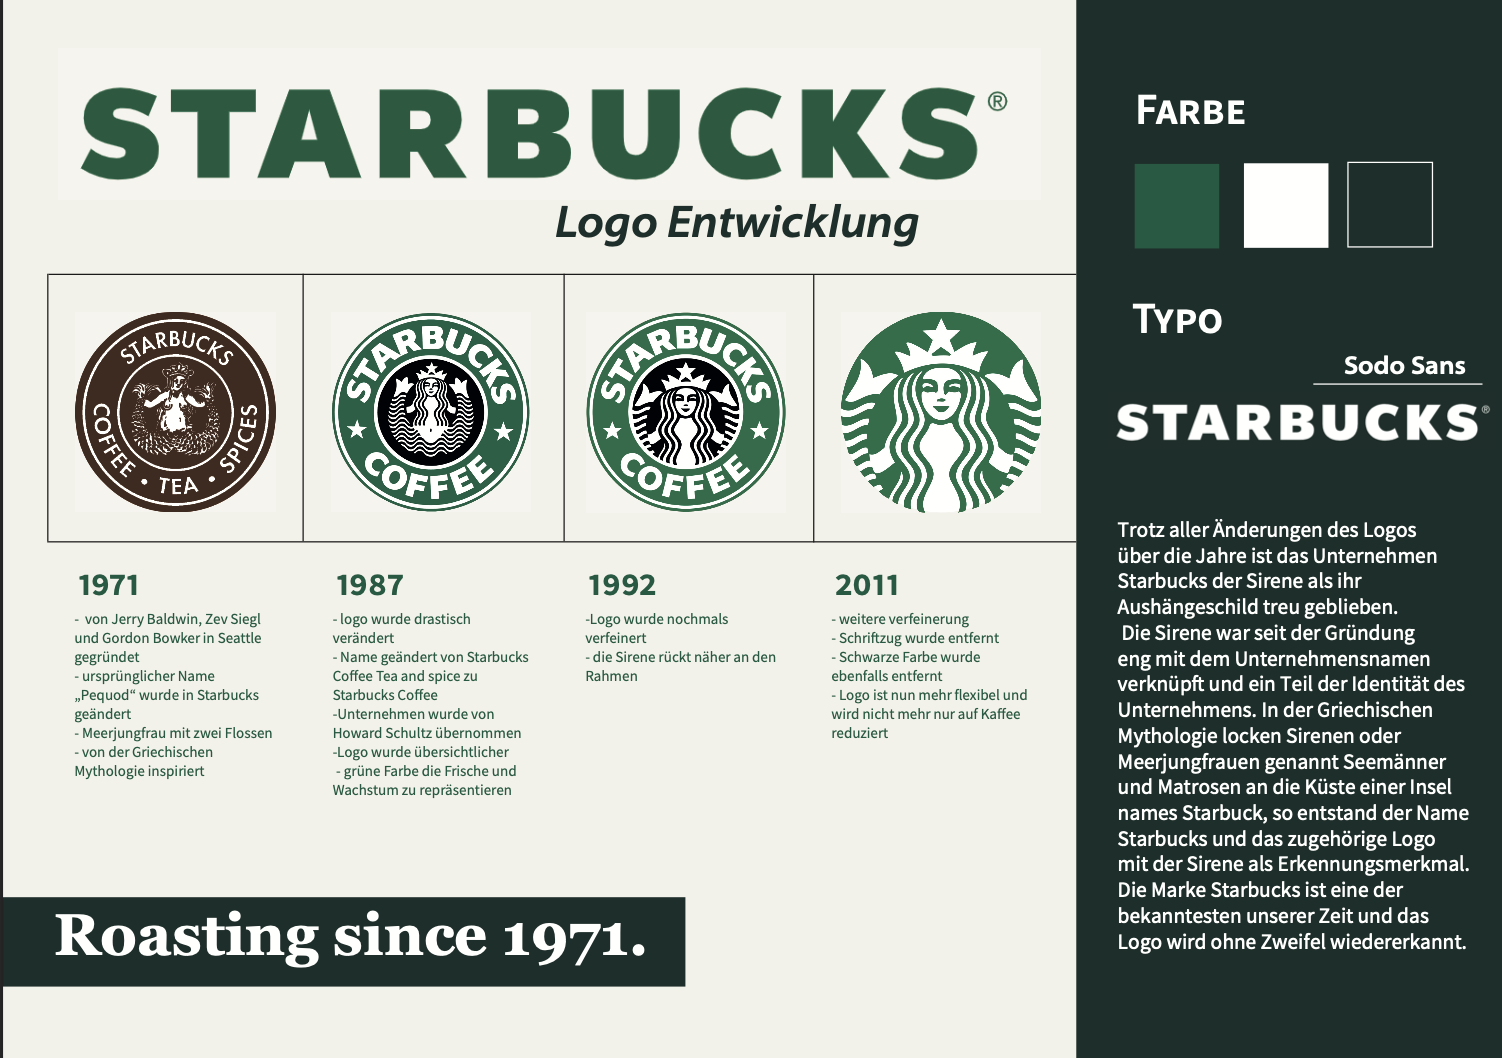 STARBUCKS®
Logo Entwicklung
STARBUCKS
COFFEE • TEA • SPICES
STARBUCKS
COFFEE
STARBUCKS
COFFEE
1971
- von Jerry Baldwin, Zev Siegl
und Gordon Bowker in Seattle
gegründet
- ursprünglicher Name
„Pequod“ wurde in Starbucks
geändert
- Meerjungfrau mit zwei Flossen
- von der Griechischen
Mythologie inspiriert
1987
- logo wurde drastisch
verändert
- Name geändert von Starbucks
Coffee Tea and spice zu
Starbucks Coffee
-Unternehmen wurde von
Howard Schultz übernommen
-Logo wurde übersichtlicher
- grüne Farbe die Frische und
Wachstum zu repräsentieren
1992
-Logo wurde nochmals
verfeinert
- die Sirene rückt näher an den
Rahmen
2011
- weitere verfeinerung
- Schriftzug wurde entfernt
- Schwarze Farbe wurde
ebenfalls entfernt
- Logo ist nun mehr flexibel und
wird nicht mehr nur auf Kaffee
reduziert
Roasting since 1971.
FARBE
TYPO
Sodo Sans
STARBUCKS®
Trotz aller Änderungen des Logos
über die Jahre ist das Unternehmen
Starbucks der Sirene als ihr
Aushängeschild treu geblieben.
Die Sirene war seit der Gründung
eng mit dem Unternehmensnamen
verknüpft und ein Teil der Identität des
Unternehmens. In der Griechischen
Mythologie locken Sirenen oder
Meerjungfrauen genannt Seemänner
und Matrosen an die Küste einer Insel
names Starbuck, so entstand der Name
Starbucks und das zugehörige Logo
mit der Sirene als Erkennungsmerkmal.
Die Marke Starbucks ist eine der
bekanntesten unserer Zeit und das
Logo wird ohne Zweifel wiedererkannt.